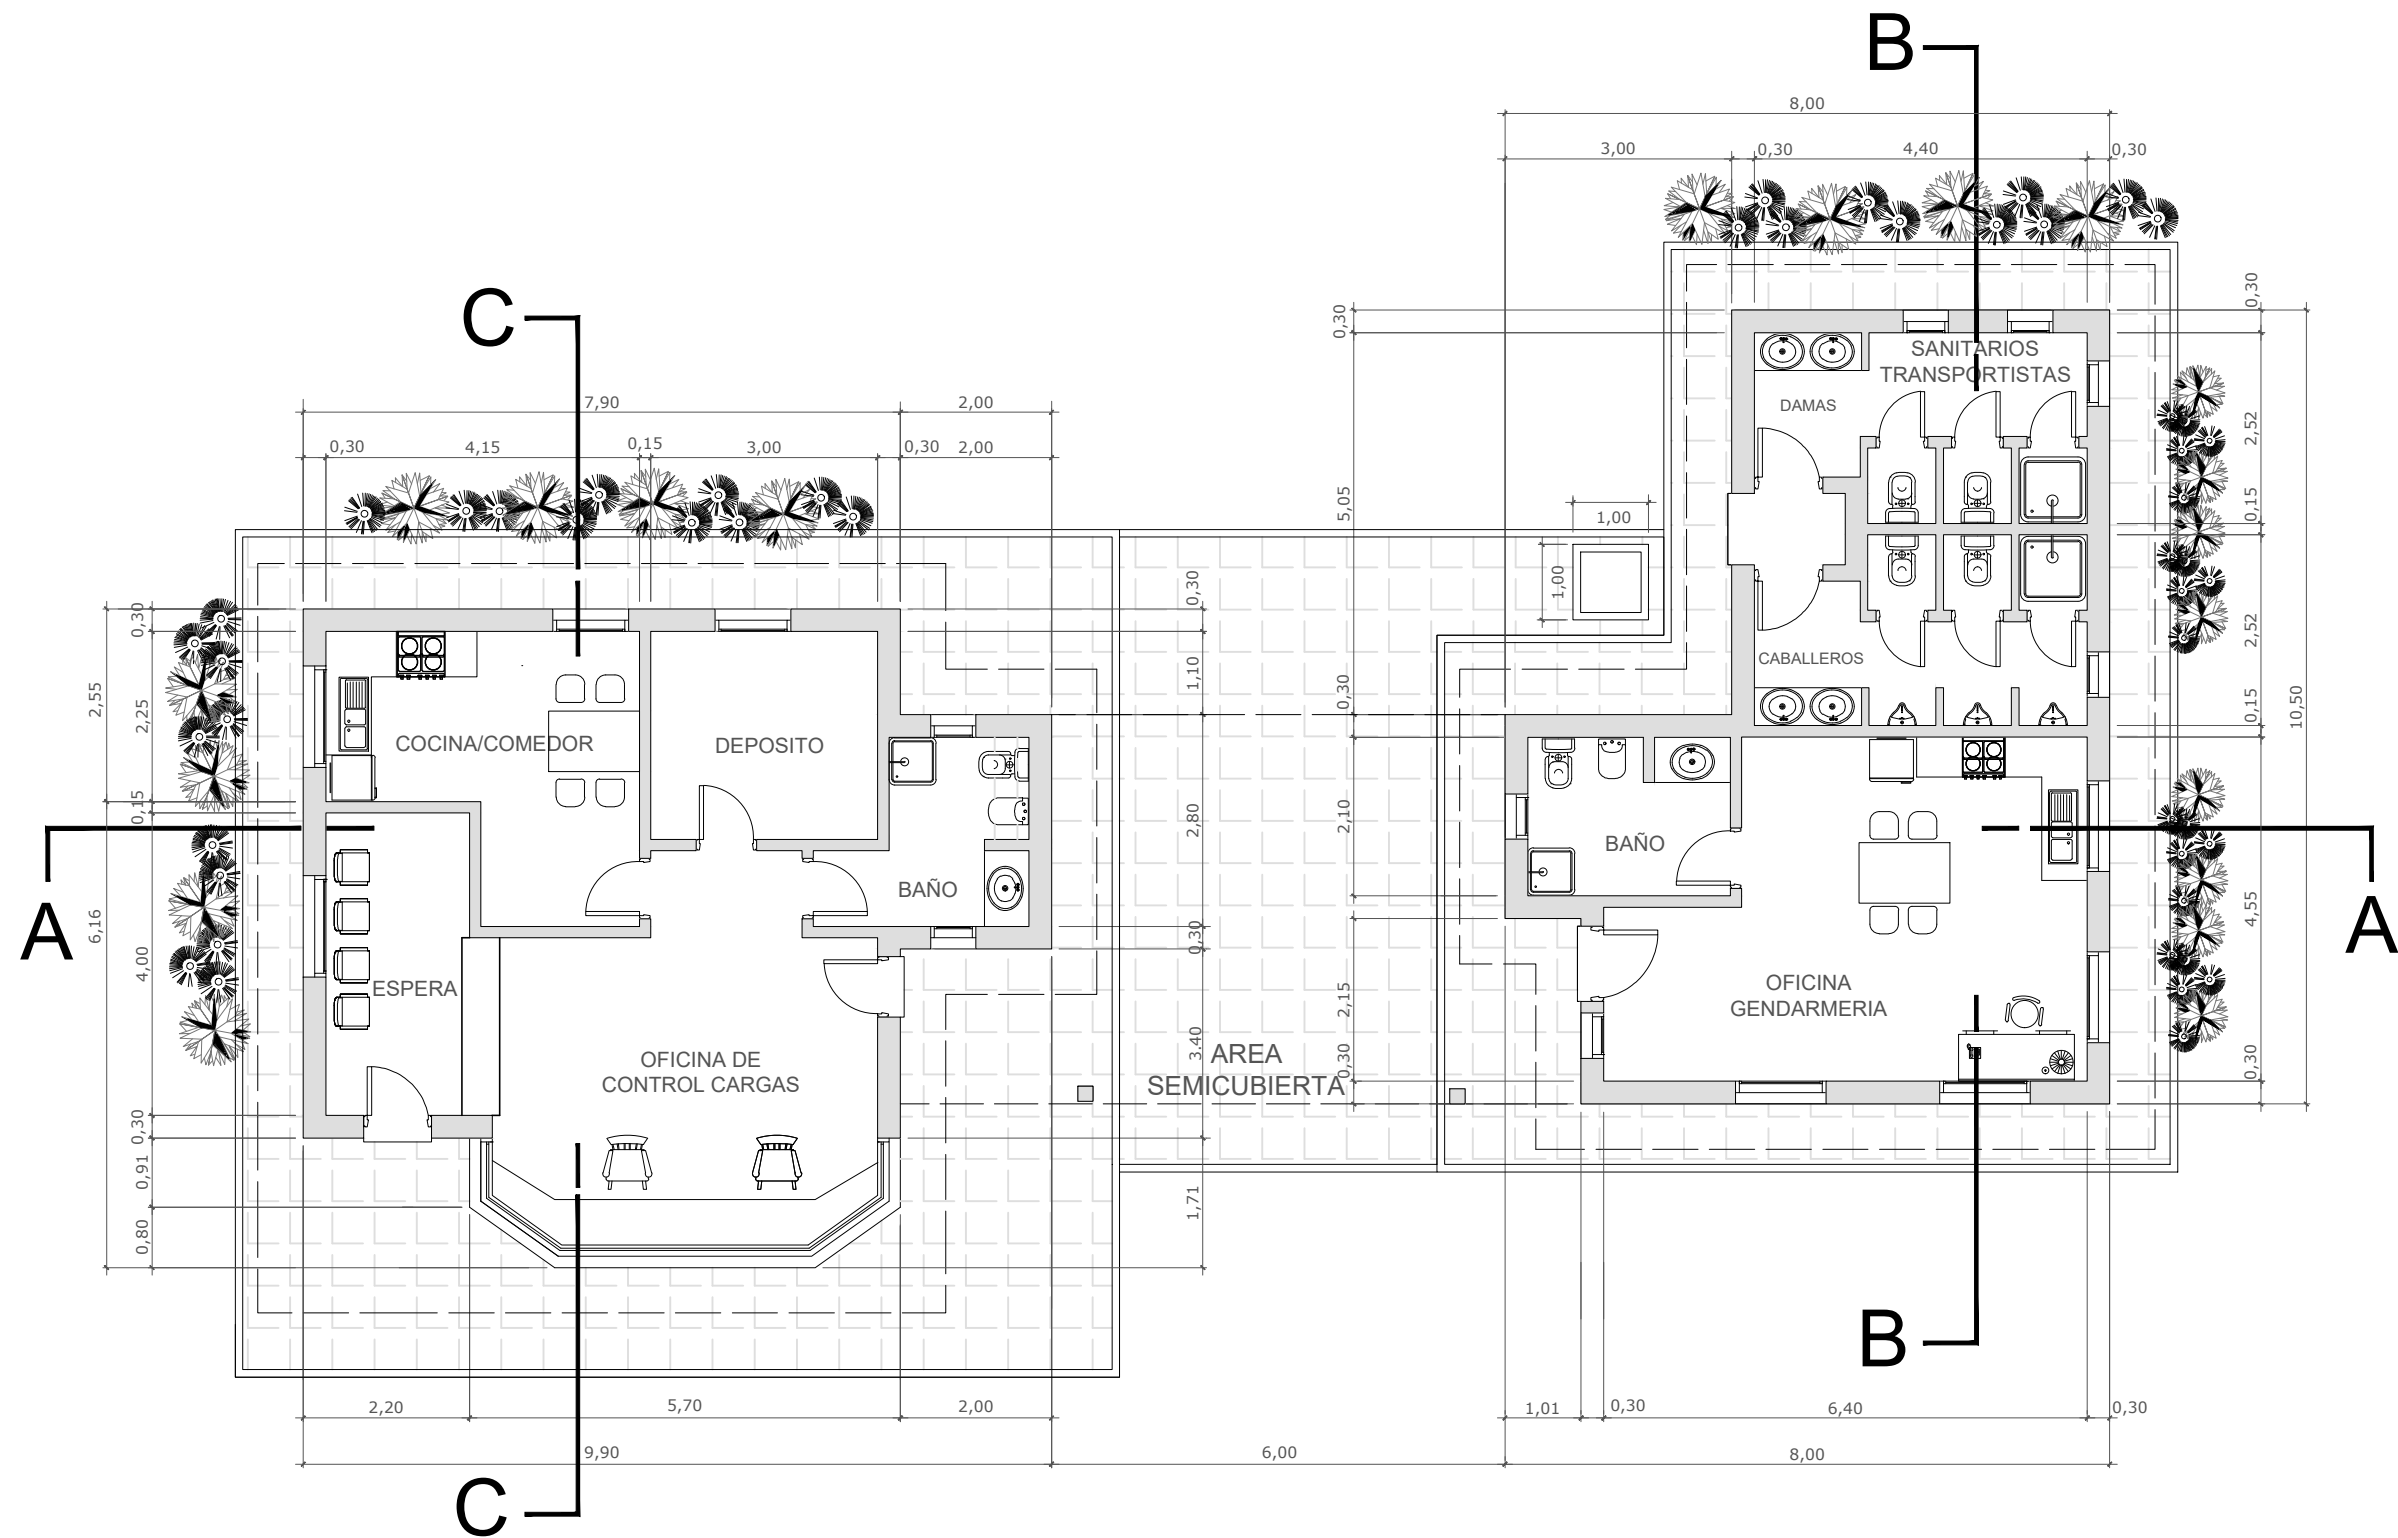 B
8,00
3,00
0,30
4,40
0,30
C
7,90
2,00
0,30
4,15
0,15
3,00
0,30
2,00
0,30
5,05
0,30
0,30
2,52
0,15
2,52
0,15
10,50
4,55
0,30
SANITARIOS
TRANSPORTISTAS
DAMAS
CABALLEROS
1,00
1,00
0,30
1,10
2,80
0,30
3,40
1,71
2,55
0,30
2,25
0,15
6,16
4,00
0,30
0,91
0,80
COCINA/COMEDOR
DEPOSITO
BAÑO
ESPERA
OFICINA DE
CONTROL CARGAS
AREA
SEMICUBIERTA
2,10
2,15
0,30
BAÑO
OFICINA
GENDARMERIA
A
A
B
2,20
5,70
2,00
1,01
0,30
6,40
0,30
9,90
6,00
8,00
C